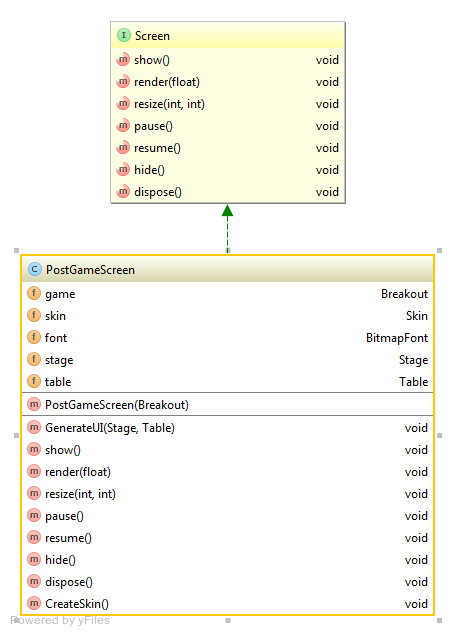 I Screen
m show() void
m render(float) void
m resize(int, int) void
m pause() void
m resume() void
m hide() void
m dispose() void
C PostGameScreen
f game Breakout
f skin Skin
f font BitmapFont
f stage Stage
f table Table
m PostGameScreen(Breakout)
m GenerateUI(Stage, Table) void
m show() void
m render(float) void
m resize(int, int) void
m pause() void
m resume() void
m hide() void
m dispose() void
m CreateSkin() void
Powered by yFiles